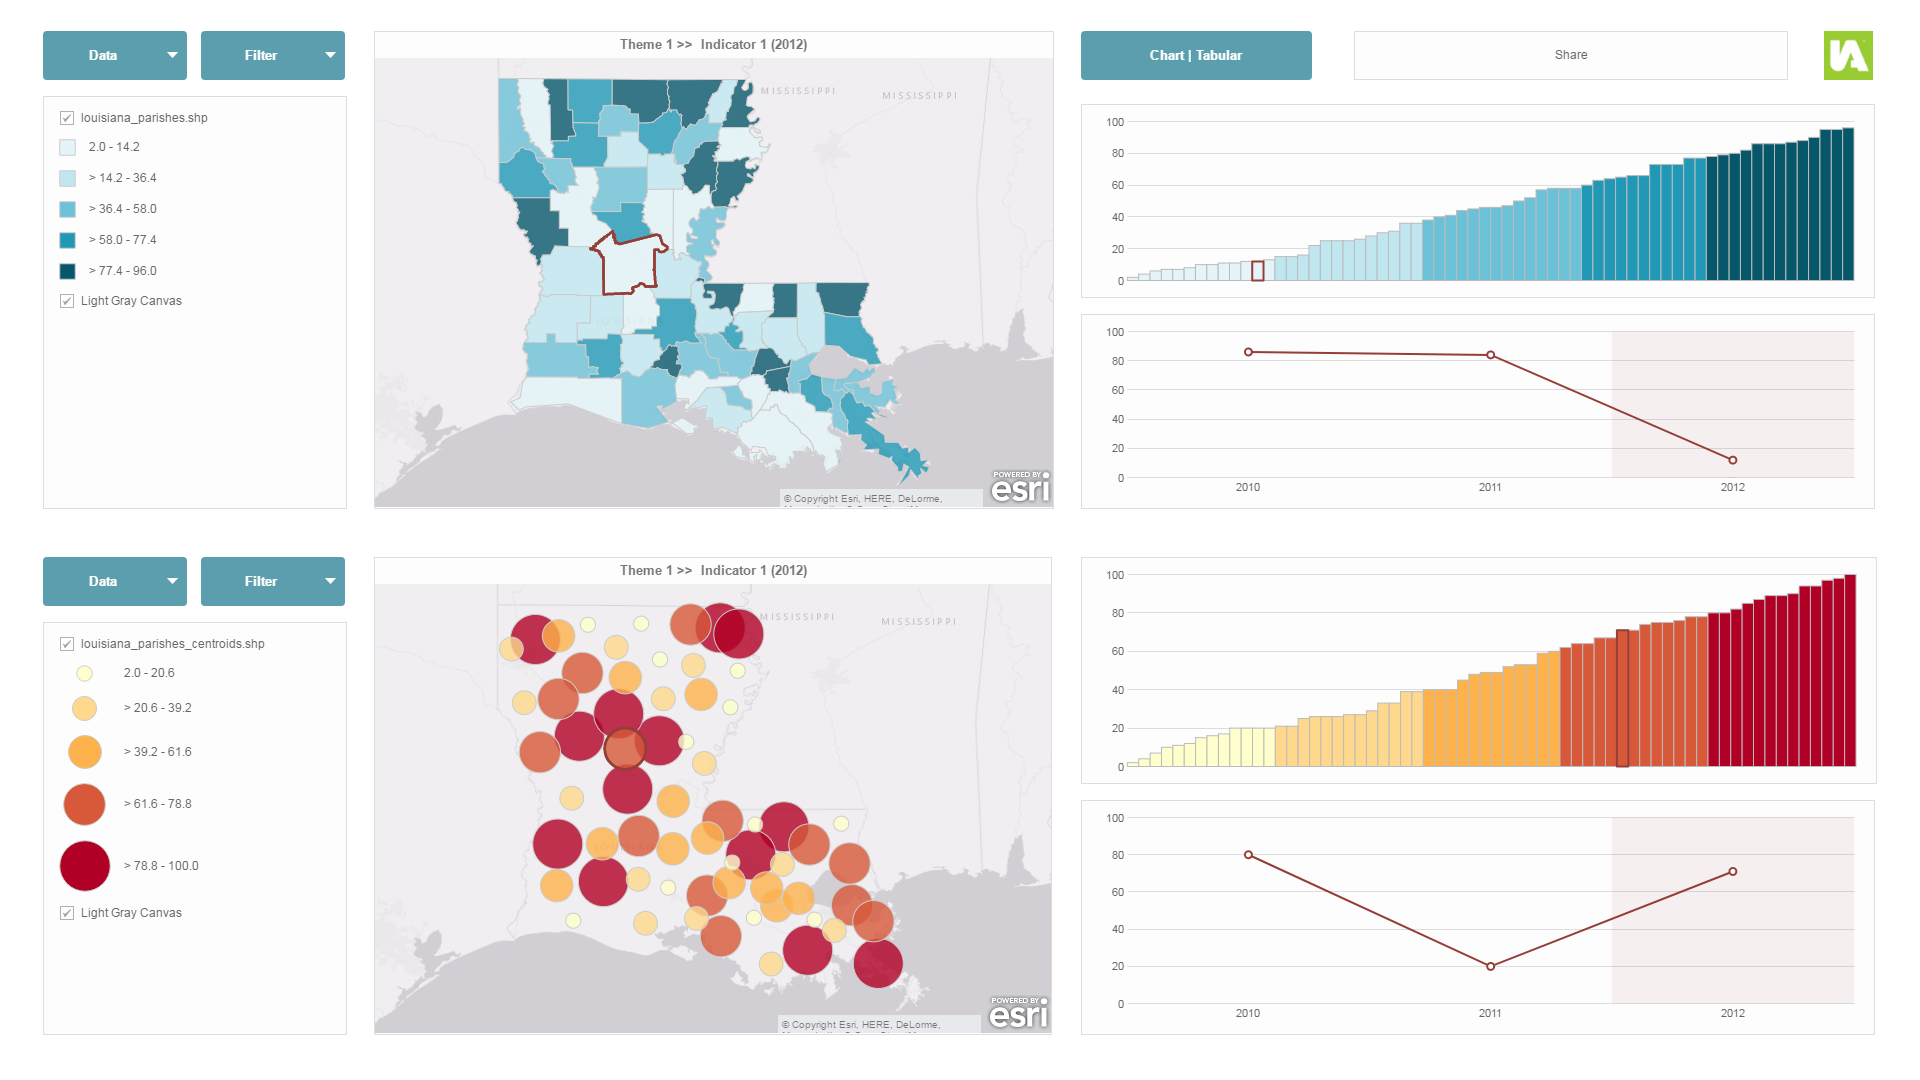 Data
Filter
Theme 1 >> Indicator 1 (2012)
Chart | Tabular
Share
IA
louisiana_parishes.shp
2.0 - 14.2
> 14.2 - 36.4
> 36.4 - 58.0
> 58.0 - 77.4
> 77.4 - 96.0
Light Gray Canvas
MISSISSIPPI
MISSISSIPPI
POWERED BY
esri
© Copyright Esri, HERE, DeLorme,
100
80
60
40
20
0
100
80
60
40
20
0
2010 2011 2012
Data
Filter
Theme 1 >> Indicator 1 (2012)
louisiana_parishes_centroids.shp
2.0 - 20.6
> 20.6 - 39.2
> 39.2 - 61.6
> 61.6 - 78.8
> 78.8 - 100.0
Light Gray Canvas
MISSISSIPPI
MISSISSIPPI
POWERED BY
esri
© Copyright Esri, HERE, DeLorme,
100
80
60
40
20
0
100
80
60
40
20
0
2010 2011 2012